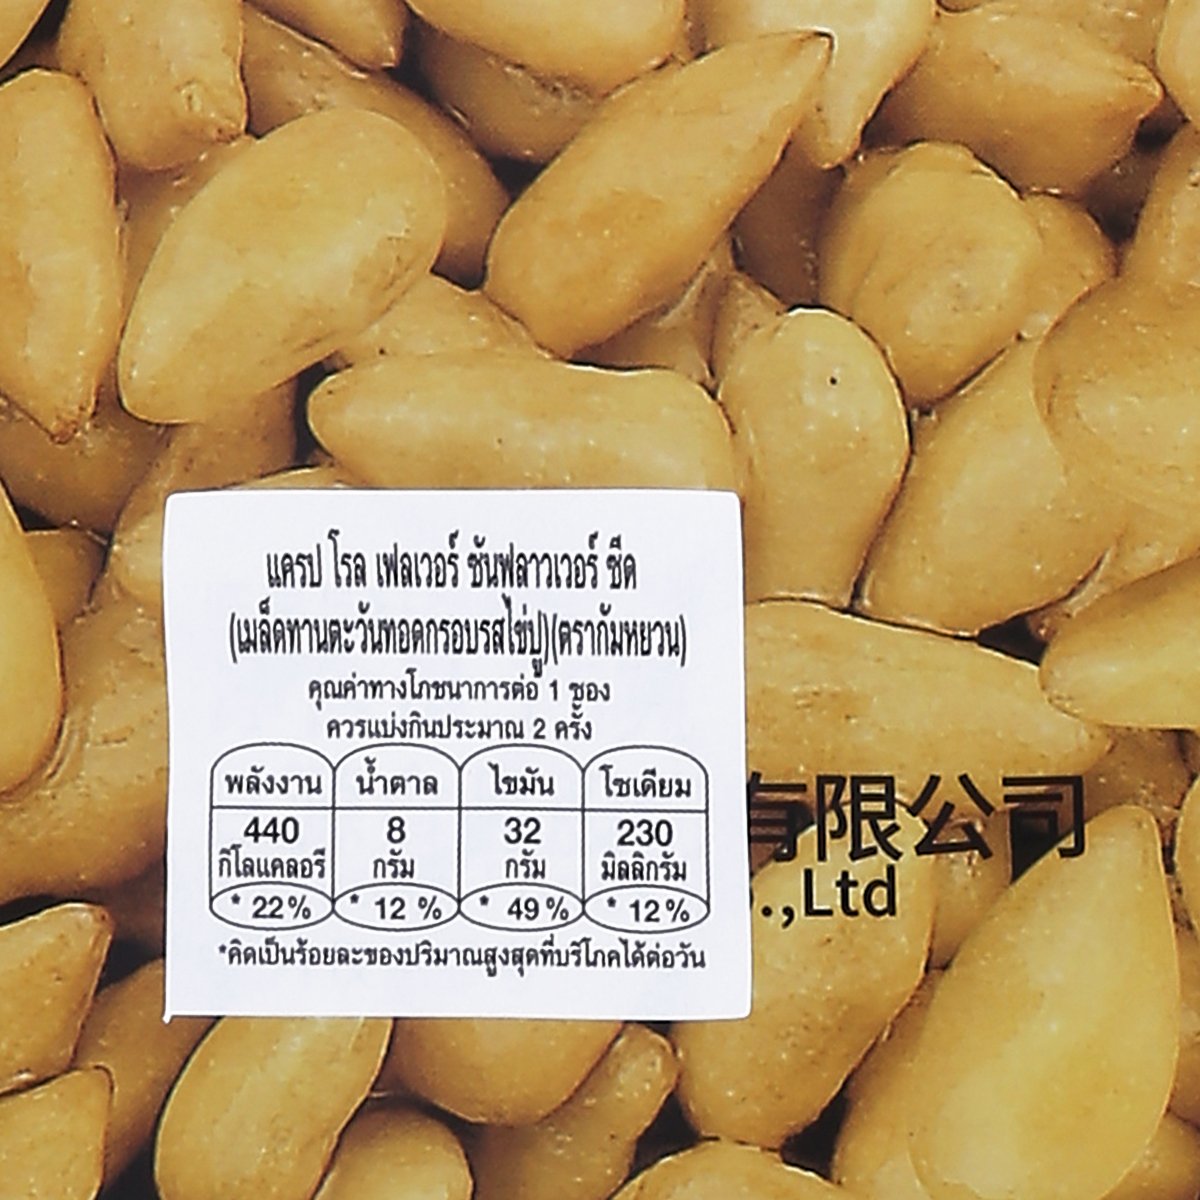 แครป โรล เฟลเวอร์ ซันฟลาวเวอร์ ซีด
(เมล็ดทานตะวันทอดกรอบรสไข่ปู)(ตรากัมหยวน)
คุณค่าทางโภชนาการต่อ 1 ซอง
ควรแบ่งกินประมาณ 2 ครั้ง
พลังงาน น้ำตาล ไขมัน โซเดียม
440 8 32 230
กิโลแคลอรี กรัม กรัม มิลลิกรัม
* 22% * 12 % * 49% * 12%
*คิดเป็นร้อยละของปริมาณสูงสุดที่บริโภคได้ต่อวัน
有限公司
.,Ltd